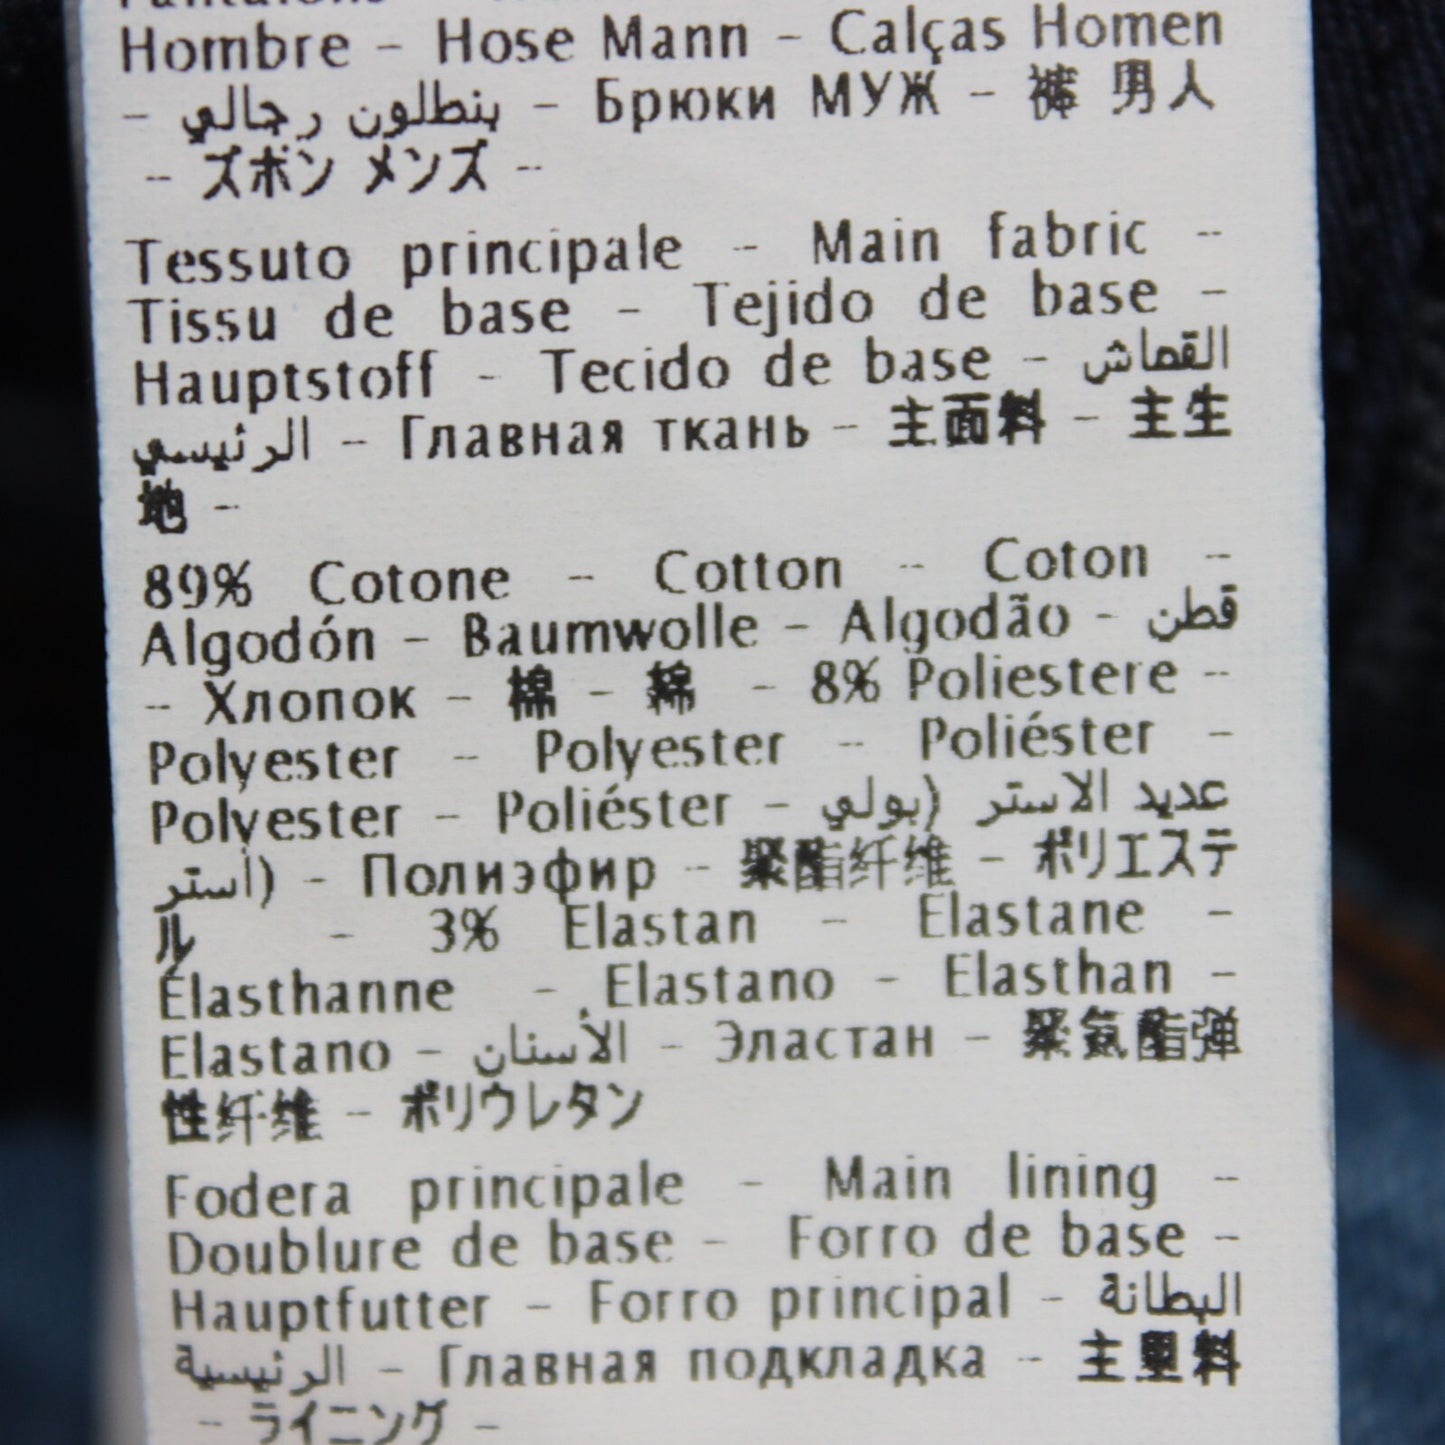 Hombre - Hose Mann - Calças Homen
- بنطلون رجالي - Брюки МУЖ - 裤 男人
- ズボン メンズ -
Tessuto principale - Main fabric -
Tissu de base - Tejido de base -
Hauptstoff - Tecido de base - القماش
الرئيسي - Главная ткань - 主面料 - 主生
地 -
89% Cotone - Cotton - Coton -
Algodón - Baumwolle - Algodão - قطن
- Хлопок - 棉 - 綿 - 8% Poliestere -
Polyester - Polyester - Poliéster -
Polyester - Poliéster - عديد الاستر (بولي
أستر) - Полиэфир - 聚酯纤维 - ポリエステ
ル - 3% Elastan - Elastane -
Élasthanne - Elastano - Elasthan -
Elastano - الأستان - Эластан - 聚氨酯弹
性纤维 - ポリウレタン
Fodera principale - Main lining -
Doublure de base - Forro de base -
Hauptfutter - Forro principal - البطانة
الرئيسية - Главная подкладка - 主里料
- ライニング -